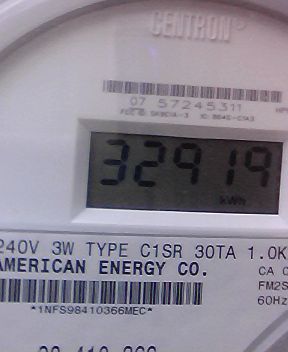 CENTRON®
07 57245311
32919
kWh
240V 3W TYPE C1SR 30TA 1.0K
AMERICAN ENERGY CO.
CA 0
FM2S
60Hz
*1NFS98410366MEC*